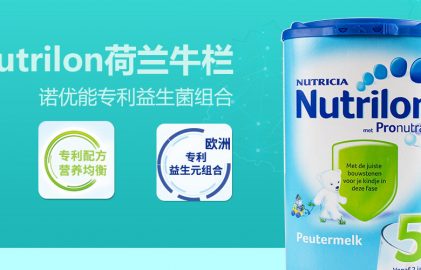 utrilon荷兰牛栏
诺优能专利益生菌组合
专利配方
营养均衡
欧洲
专利
益生元组合
NUTRICIA
Nutrilon
met Pronutra
Met de juiste
bouwstenen
voor je kindje in
deze fase
Peutermelk
5
Vanaf 2 j